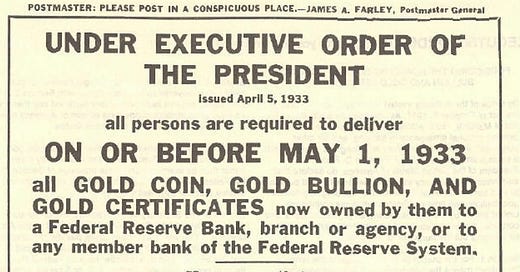 POSTMASTER: PLEASE POST IN A CONSPICUOUS PLACE.—JAMES A. FARLEY, Postmaster General
UNDER EXECUTIVE ORDER OF
THE PRESIDENT
issued April 5, 1933
all persons are required to deliver
ON OR BEFORE MAY 1, 1933
all GOLD COIN, GOLD BULLION, AND
GOLD CERTIFICATES now owned by them to
a Federal Reserve Bank, branch or agency, or to
any member bank of the Federal Reserve System.